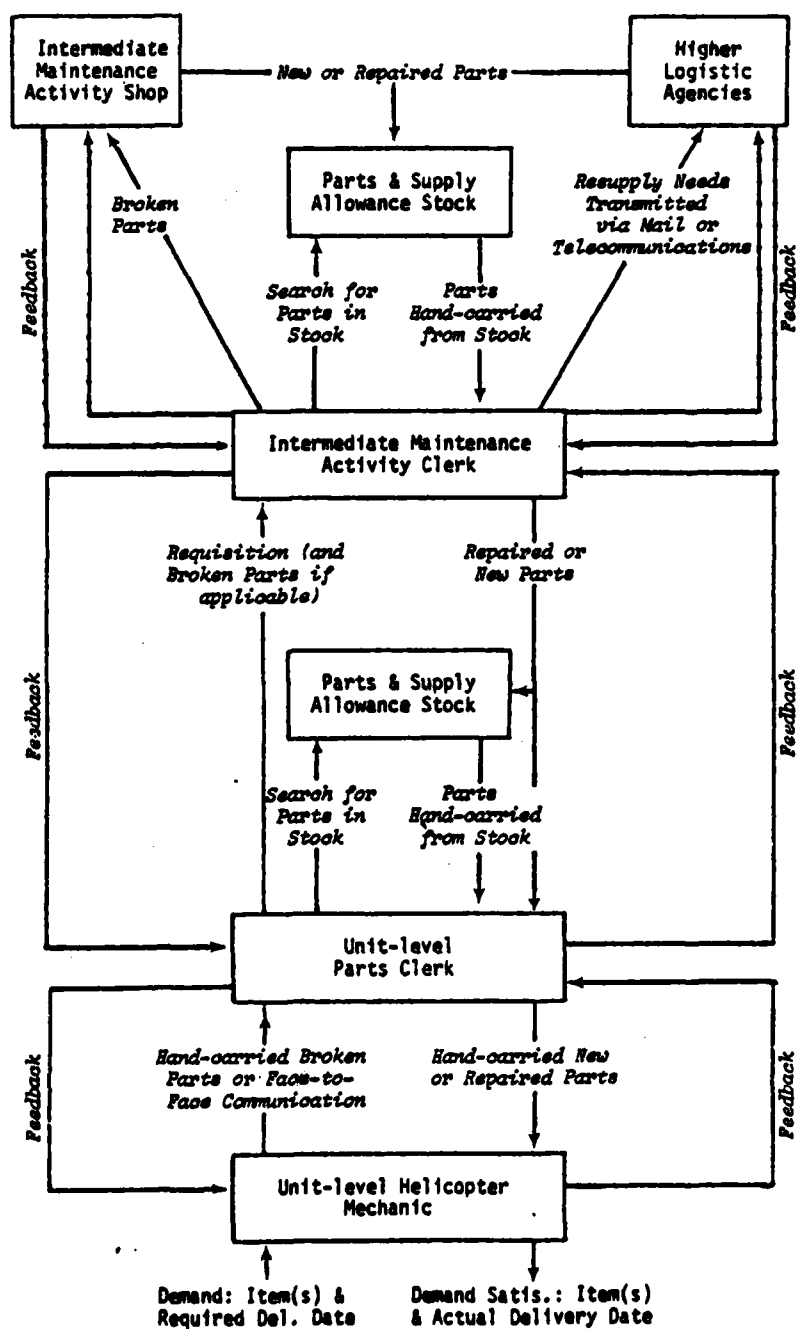 Intermediate
Maintenance
Activity Shop
New or Repaired Parts
Higher
Logistic
Agencies
Parts & Supply
Allowance Stock
Broken
Parts
Resupply Needs
Transmitted
via Mail or
Telecommunications
Feedback
Search for
Parts in
Stock
Parts
Hand-carried
from Stock
Feedback
Intermediate Maintenance
Activity Clerk
Requisition (and
Broken Parts if
applicable)
Repaired or
New Parts
Feedback
Parts & Supply
Allowance Stock
Feedback
Search for
Parts in
Stock
Parts
Hand-carried
from Stock
Unit-level
Parts Clerk
Feedback
Hand-carried Broken
Parts or Face-to-
Face Communication
Hand-carried New
or Repaired Parts
Feedback
Unit-level Helicopter
Mechanic
Demand: Item(s) &
Required Del. Date
Demand Satis.: Item(s)
& Actual Delivery Date